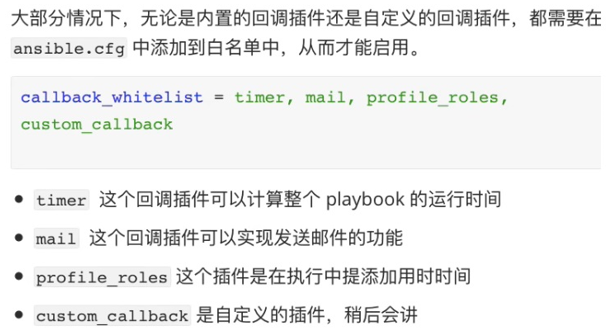 大部分情况下，无论是内置的回调插件还是自定义的回调插件，都需要在
ansible.cfg 中添加到白名单中，从而才能启用。
callback_whitelist = timer, mail, profile_roles,
custom_callback
• timer 这个回调插件可以计算整个 playbook 的运行时间
• mail 这个回调插件可以实现发送邮件的功能
• profile_roles 这个插件是在执行中提添加用时时间
• custom_callback 是自定义的插件，稍后会讲